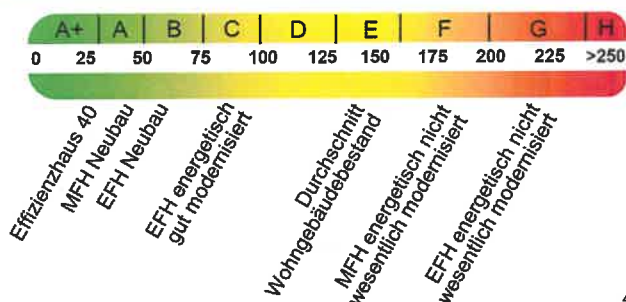 A+ A B C D E F G H
0 25 50 75 100 125 150 175 200 225 >250
Effizienzhaus 40
MFH Neubau
EFH Neubau
EFH energetisch
gut modernisiert
Durchschnitt
Wohngebäudebestand
MFH energetisch nicht
wesentlich modernisiert
EFH energetisch nicht
wesentlich modernisiert